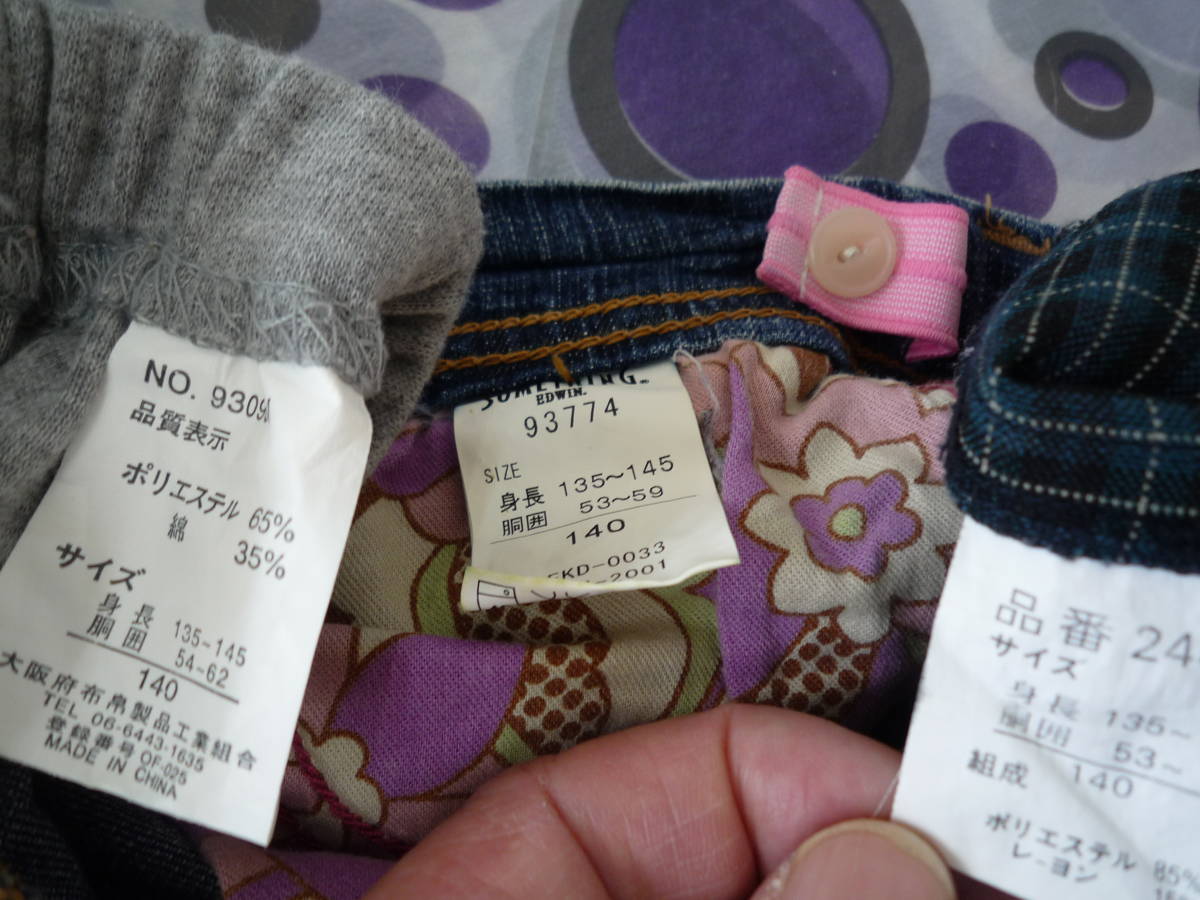 NO. 9309
品質表示
ポリエステル 65%
綿 35%
サイズ
身長 135-145
胴囲 54-62
140
大阪府布帛製品工業組合
TEL 06-6443-1635
登録番号 OF-025
MADE IN CHINA
SOMETHING
EDWIN.
93774
SIZE
身長 135~145
胴囲 53~59
140
EKD-0033
-2001
品番 24
サイズ
身長 135~
胴囲 53~
140
組成
ポリエステル 85%
レーヨン